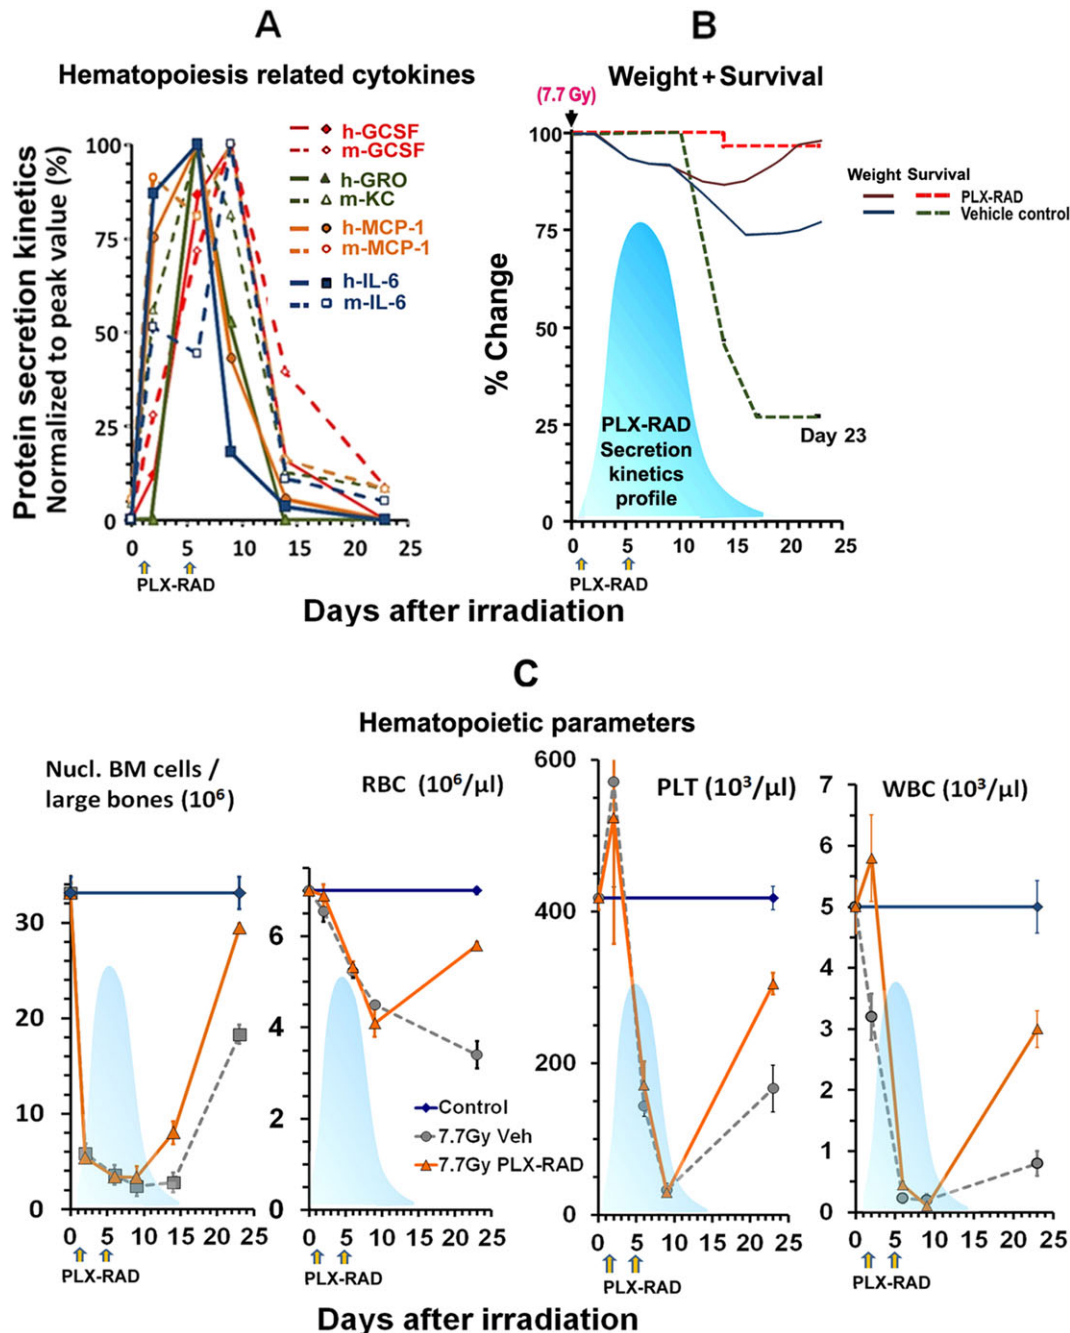 A
Hematopoiesis related cytokines
Protein secretion kinetics
Normalized to peak value (%)
100
75
50
25
0
h-GCSF
m-GCSF
h-GRO
m-KC
h-MCP-1
m-MCP-1
h-IL-6
m-IL-6
0 5 10 15 20 25
PLX-RAD
B
Weight + Survival
(7.7 Gy)
% Change
100
75
50
25
0
Weight Survival
PLX-RAD
Vehicle control
PLX-RAD
Secretion
kinetics
profile
Day 23
0 5 10 15 20 25
PLX-RAD
Days after irradiation
C
Hematopoietic parameters
Nucl. BM cells /
large bones (10⁶)
30
20
10
0
0 5 10 15 20 25
PLX-RAD
RBC (10⁶/µl)
6
4
2
0
Control
7.7Gy Veh
7.7Gy PLX-RAD
0 5 10 15 20 25
PLX-RAD
PLT (10³/µl)
600
400
200
0
0 5 10 15 20 25
PLX-RAD
WBC (10³/µl)
7
6
5
4
3
2
1
0
0 5 10 15 20 25
PLX-RAD
Days after irradiation